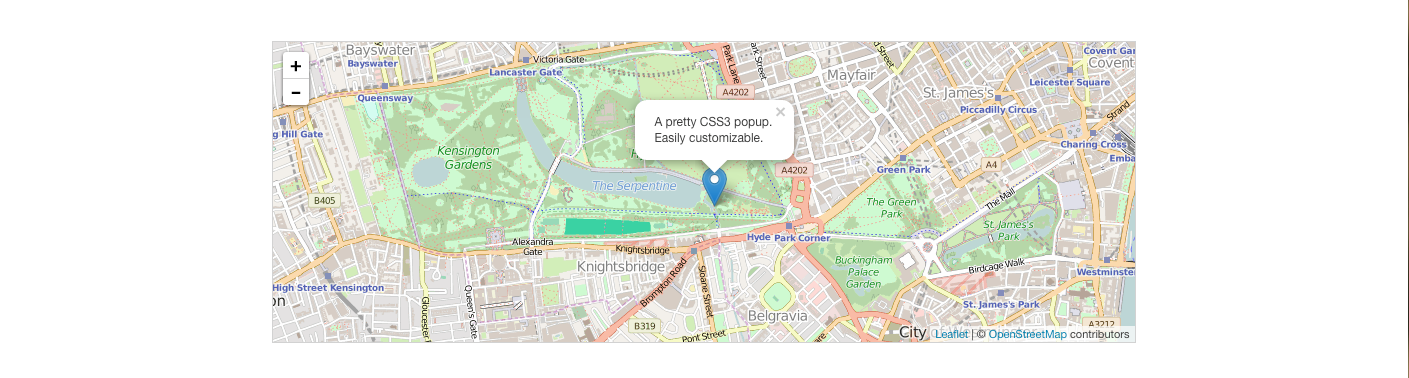 Bayswater
Bayswater
Victoria Gate
Lancaster Gate
Queensway
g Hill Gate
Park Lane
Park Street
d Street
A4202
Mayfair
Covent Gar
Covent
Leicester Square
St. James's
Piccadilly Circus
Strand
Charing Cross
Emba
+
-
A pretty CSS3 popup.
Easily customizable.
×
Kensington
Gardens
The Serpentine
A4202
Green Park
A4
B405
The Green
Park
The Mall
St. James's
Park
Alexandra
Gate
Knightsbridge
Hyde Park Corner
Knightsbridge
Buckingham
Palace
Garden
Birdcage Walk
Westminste
High Street Kensington
on
Gloucester
Queen's Gate
Brompton Road
Sloane Street
Belgravia
St. James's Park
B319
Pont Street
A3212
City
Leaflet | © OpenStreetMap contributors